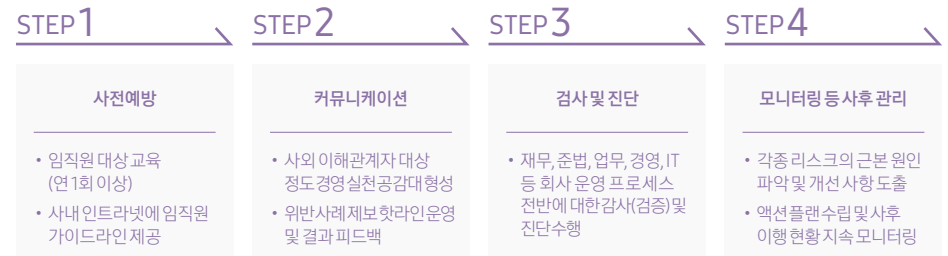 STEP1
STEP2
STEP3
STEP4
사전예방
• 임직원 대상 교육
(연 1회 이상)
• 사내 인트라넷에 임직원
가이드라인 제공
커뮤니케이션
• 사외 이해관계자 대상
정도경영 실천 공감대 형성
• 위반사례 제보 핫라인 운영
및 결과 피드백
검사 및 진단
• 재무, 준법, 업무, 경영, IT
등 회사 운영 프로세스
전반에 대한 감사(검증) 및
진단 수행
모니터링 등 사후 관리
• 각종 리스크의 근본 원인
파악 및 개선 사항 도출
• 액션 플랜 수립 및 사후
이행 현황 지속 모니터링